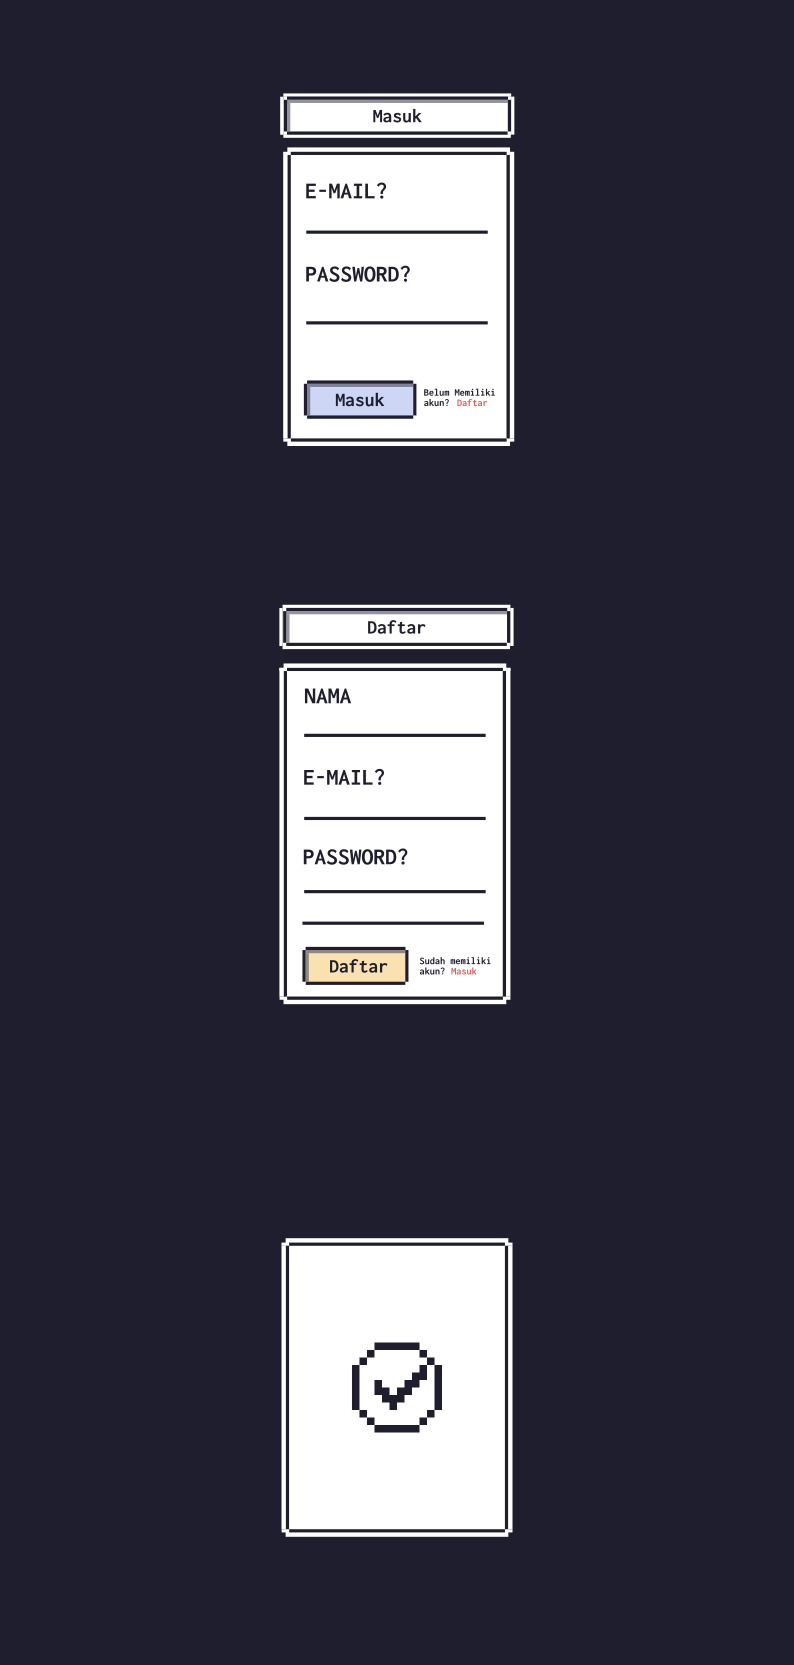 Masuk
E-MAIL?
PASSWORD?
Masuk
Belum Memiliki
akun? Daftar
Daftar
NAMA
E-MAIL?
PASSWORD?
Daftar
Sudah memiliki
akun? Masuk